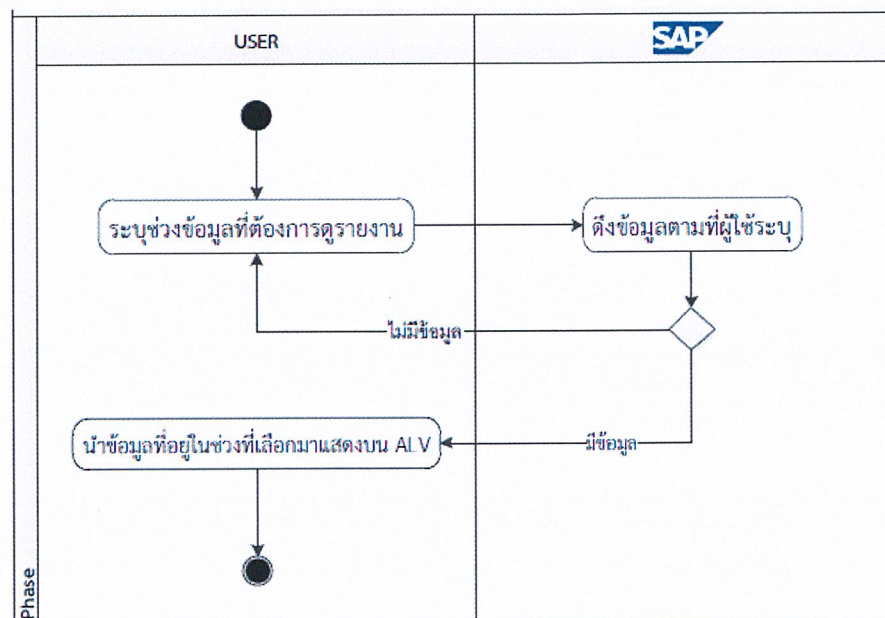 USER
SAP
ระบุช่วงข้อมูลที่ต้องการดูรายงาน
ดึงข้อมูลตามที่ผู้ใช้ระบุ
ไม่มีข้อมูล
นำข้อมูลที่อยู่ในช่วงที่เลือกมาแสดงบน ALV
มีข้อมูล
Phase